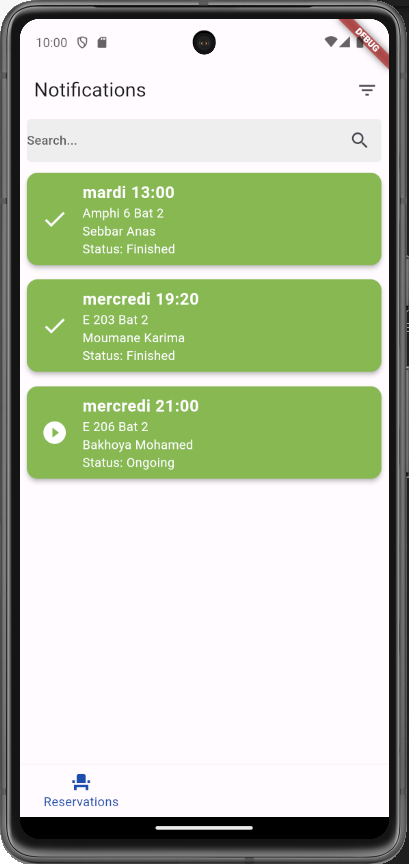 10:00
DEBUG
Notifications
Search...
mardi 13:00
Amphi 6 Bat 2
Sebbar Anas
Status: Finished
mercredi 19:20
E 203 Bat 2
Moumane Karima
Status: Finished
mercredi 21:00
E 206 Bat 2
Bakhoya Mohamed
Status: Ongoing
Reservations